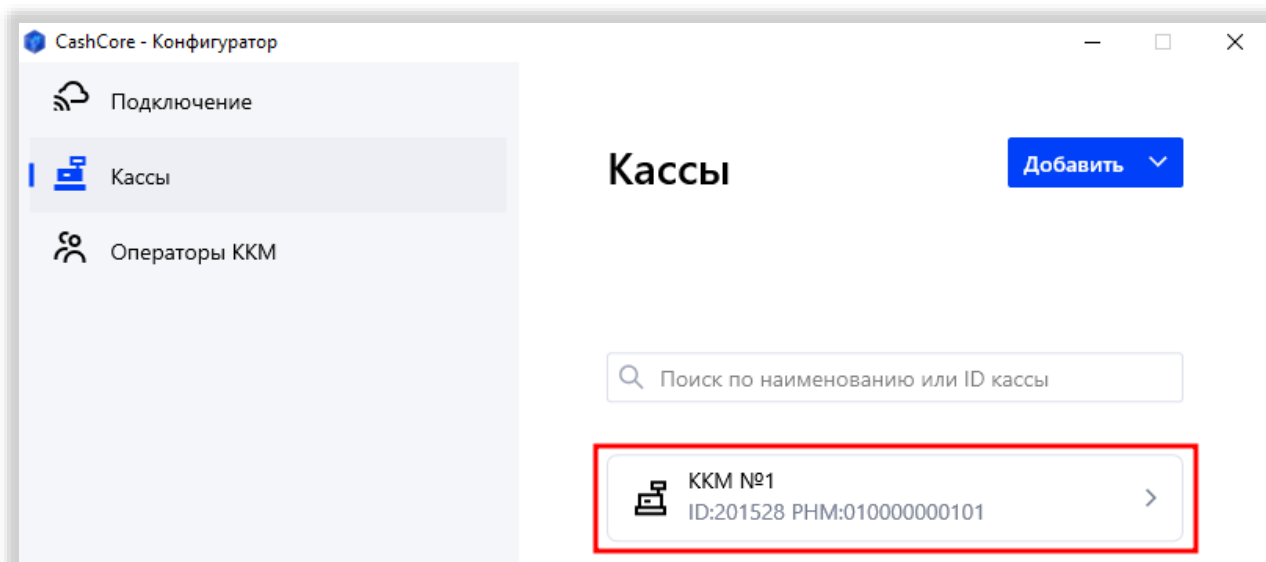 CashCore - Конфигуратор
Подключение
Кассы
Операторы ККМ
Кассы
Добавить
Поиск по наименованию или ID кассы
ККМ №1
ID:201528 РНМ:010000000101